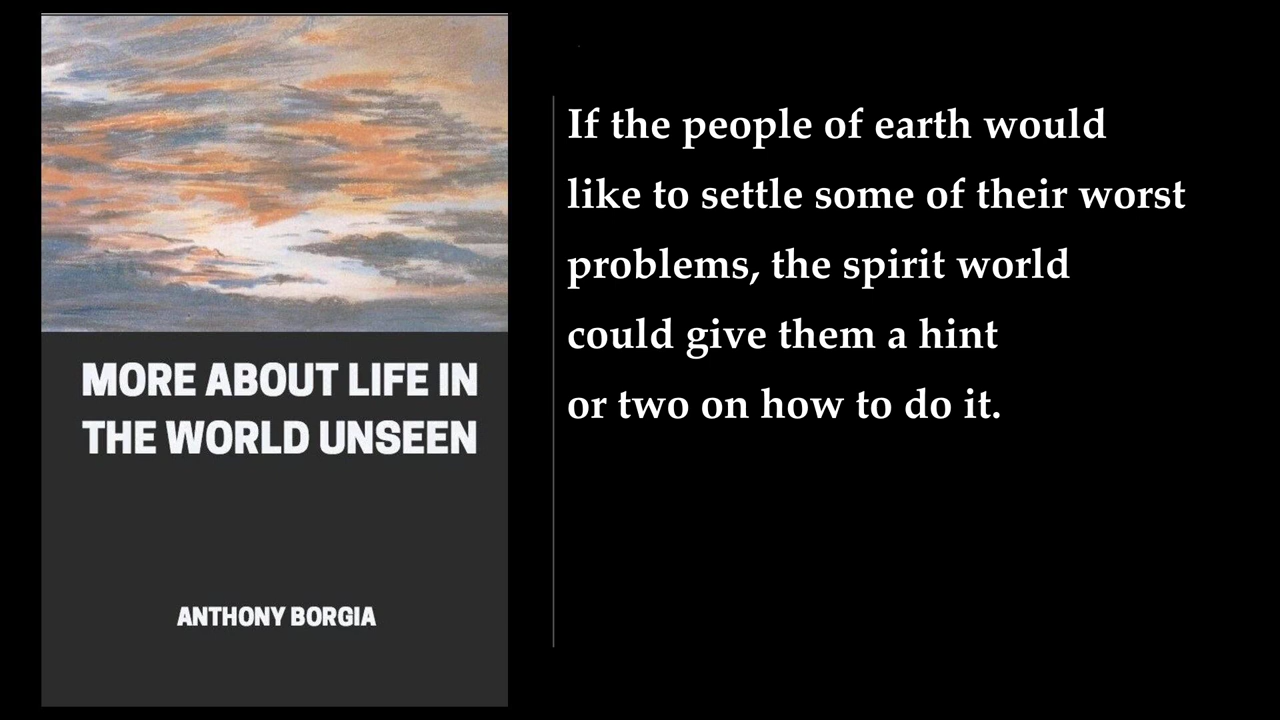 MORE ABOUT LIFE IN
THE WORLD UNSEEN
ANTHONY BORGIA
If the people of earth would
like to settle some of their worst
problems, the spirit world
could give them a hint
or two on how to do it.